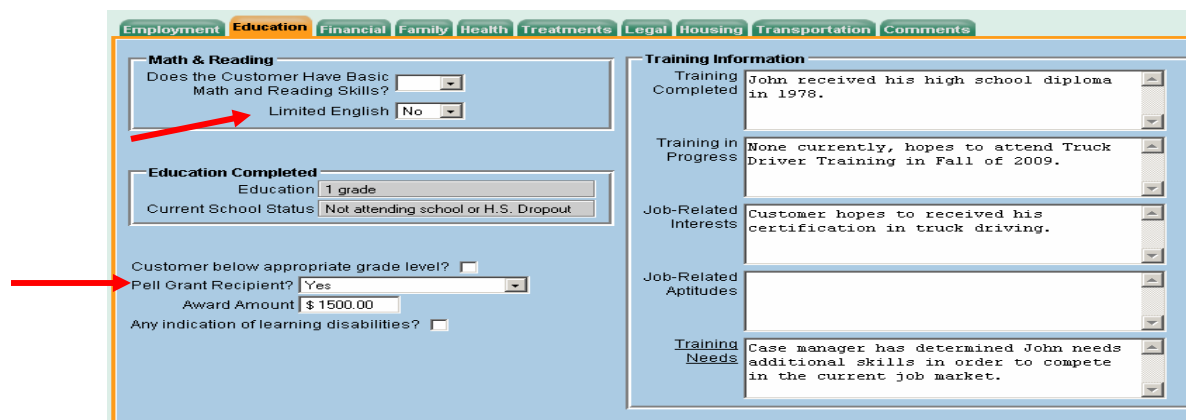 Employment Education Financial Family Health Treatments Legal Housing Transportation Comments
Math & Reading
Does the Customer Have Basic
Math and Reading Skills?
Limited English No
Education Completed
Education 1 grade
Current School Status Not attending school or H.S. Dropout
Customer below appropriate grade level?
Pell Grant Recipient? Yes
Award Amount $ 1500.00
Any indication of learning disabilities?
Training Information
Training
Completed
John received his high school diploma
in 1978.
Training in
Progress
None currently, hopes to attend Truck
Driver Training in Fall of 2009.
Job-Related
Interests
Customer hopes to received his
certification in truck driving.
Job-Related
Aptitudes
Training
Needs
Case manager has determined John needs
additional skills in order to compete
in the current job market.